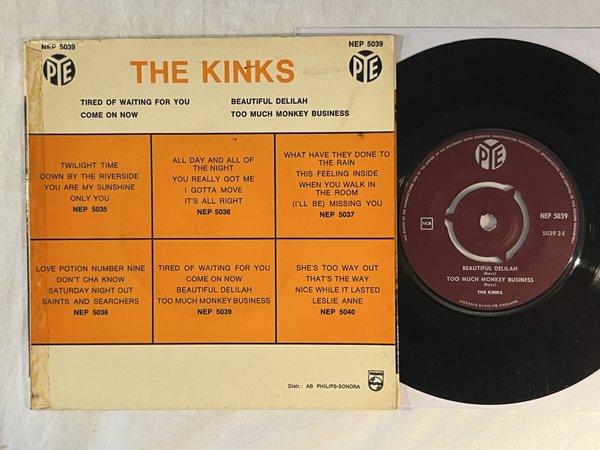 NEP 5039
NEP 5039
PYE
PYE
THE KINKS
TIRED OF WAITING FOR YOU
COME ON NOW
BEAUTIFUL DELILAH
TOO MUCH MONKEY BUSINESS
TWILIGHT TIME
DOWN BY THE RIVERSIDE
YOU ARE MY SUNSHINE
ONLY YOU
NEP 5035
ALL DAY AND ALL OF
THE NIGHT
YOU REALLY GOT ME
I GOTTA MOVE
IT'S ALL RIGHT
NEP 5036
WHAT HAVE THEY DONE TO
THE RAIN
THIS FEELING INSIDE
WHEN YOU WALK IN
THE ROOM
(I'LL BE) MISSING YOU
NEP 5037
LOVE POTION NUMBER NINE
DON'T CHA KNOW
SATURDAY NIGHT OUT
SAINTS AND SEARCHERS
NEP 5038
TIRED OF WAITING FOR YOU
COME ON NOW
BEAUTIFUL DELILAH
TOO MUCH MONKEY BUSINESS
NEP 5039
SHE'S TOO WAY OUT
THAT'S THE WAY
NICE WHILE IT LASTED
LESLIE ANNE
NEP 5040
Distr.: AB PHILIPS-SONORA
PYE
NCB
NEP 5039
5039 2-E
BEAUTIFUL DELILAH
(Berry)
TOO MUCH MONKEY BUSINESS
(Berry)
THE KINKS